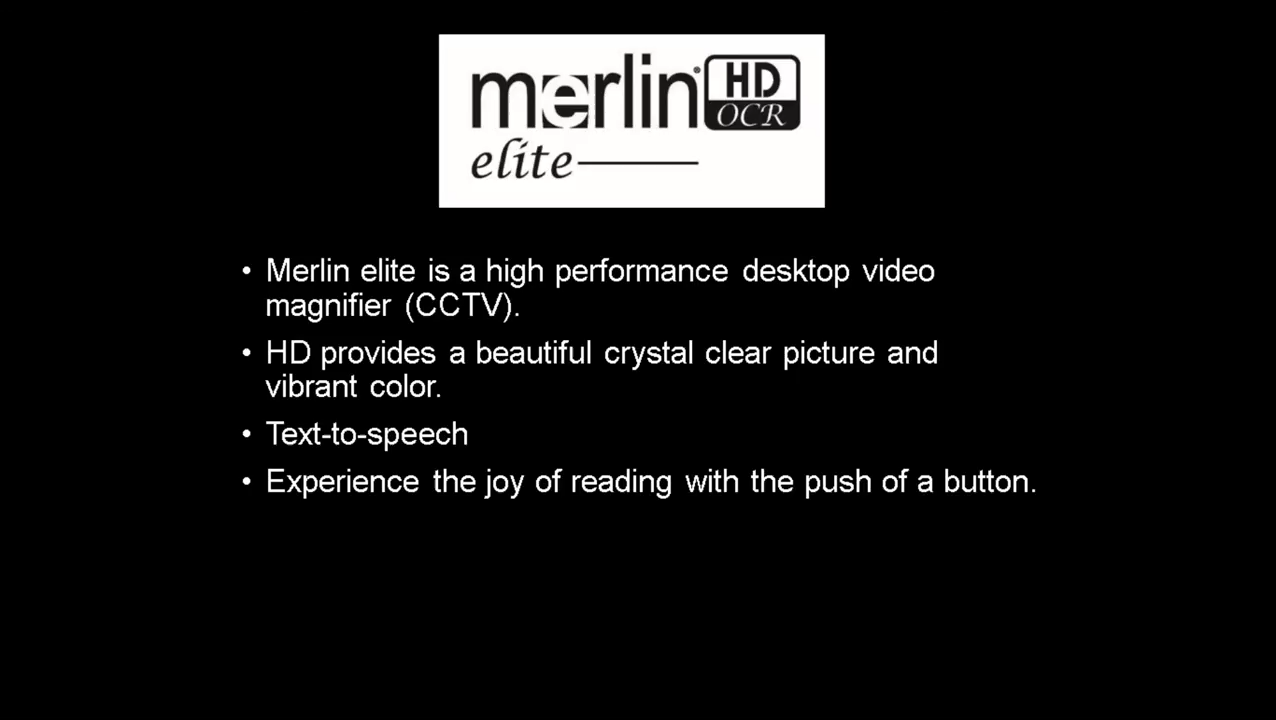 merlin® HD
OCR
elite
• Merlin elite is a high performance desktop video
magnifier (CCTV).
• HD provides a beautiful crystal clear picture and
vibrant color.
• Text-to-speech
• Experience the joy of reading with the push of a button.